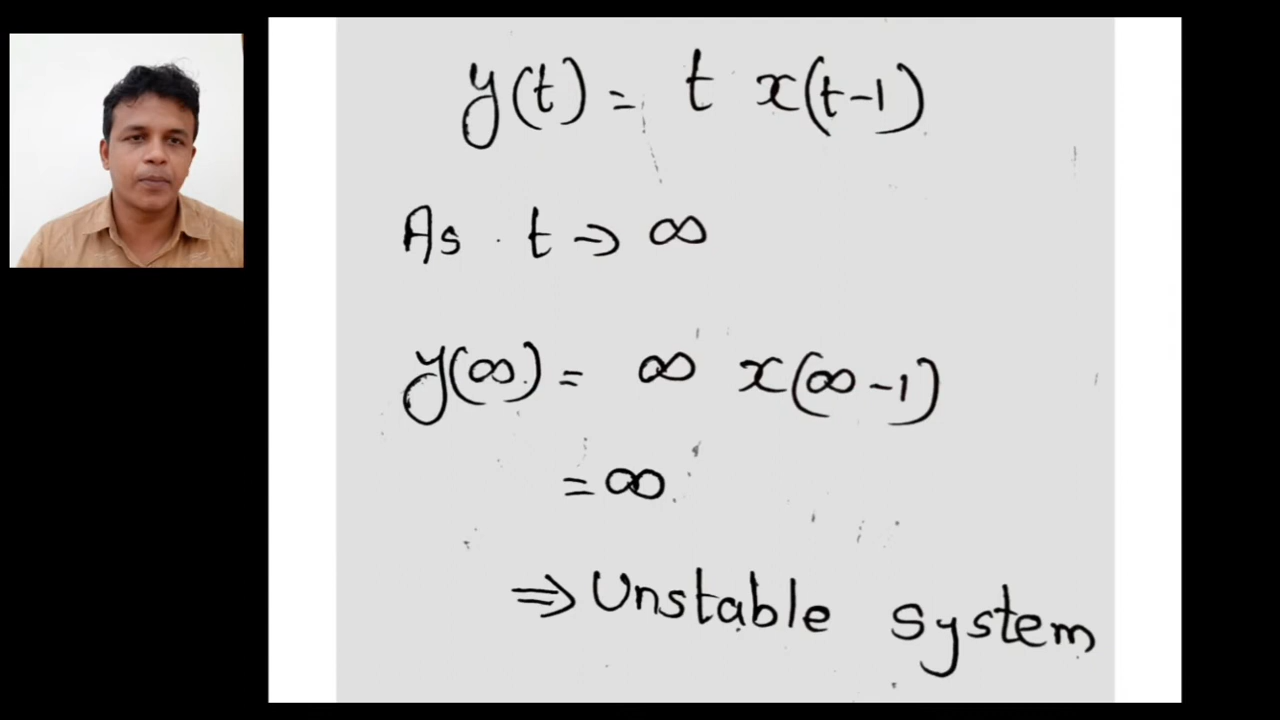 y(t) = t x(t-1)
As t ⇒ ∞
y(∞) = ∞ x(∞-1)
= ∞
⇒ Unstable system